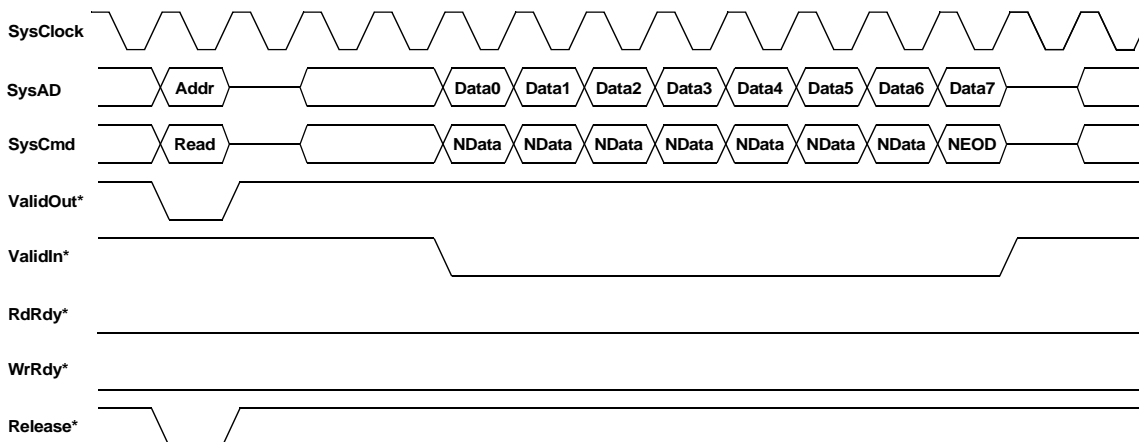 SysClock
SysAD Addr Data0 Data1 Data2 Data3 Data4 Data5 Data6 Data7
SysCmd Read NData NData NData NData NData NData NData NEOD
ValidOut*
ValidIn*
RdRdy*
WrRdy*
Release*